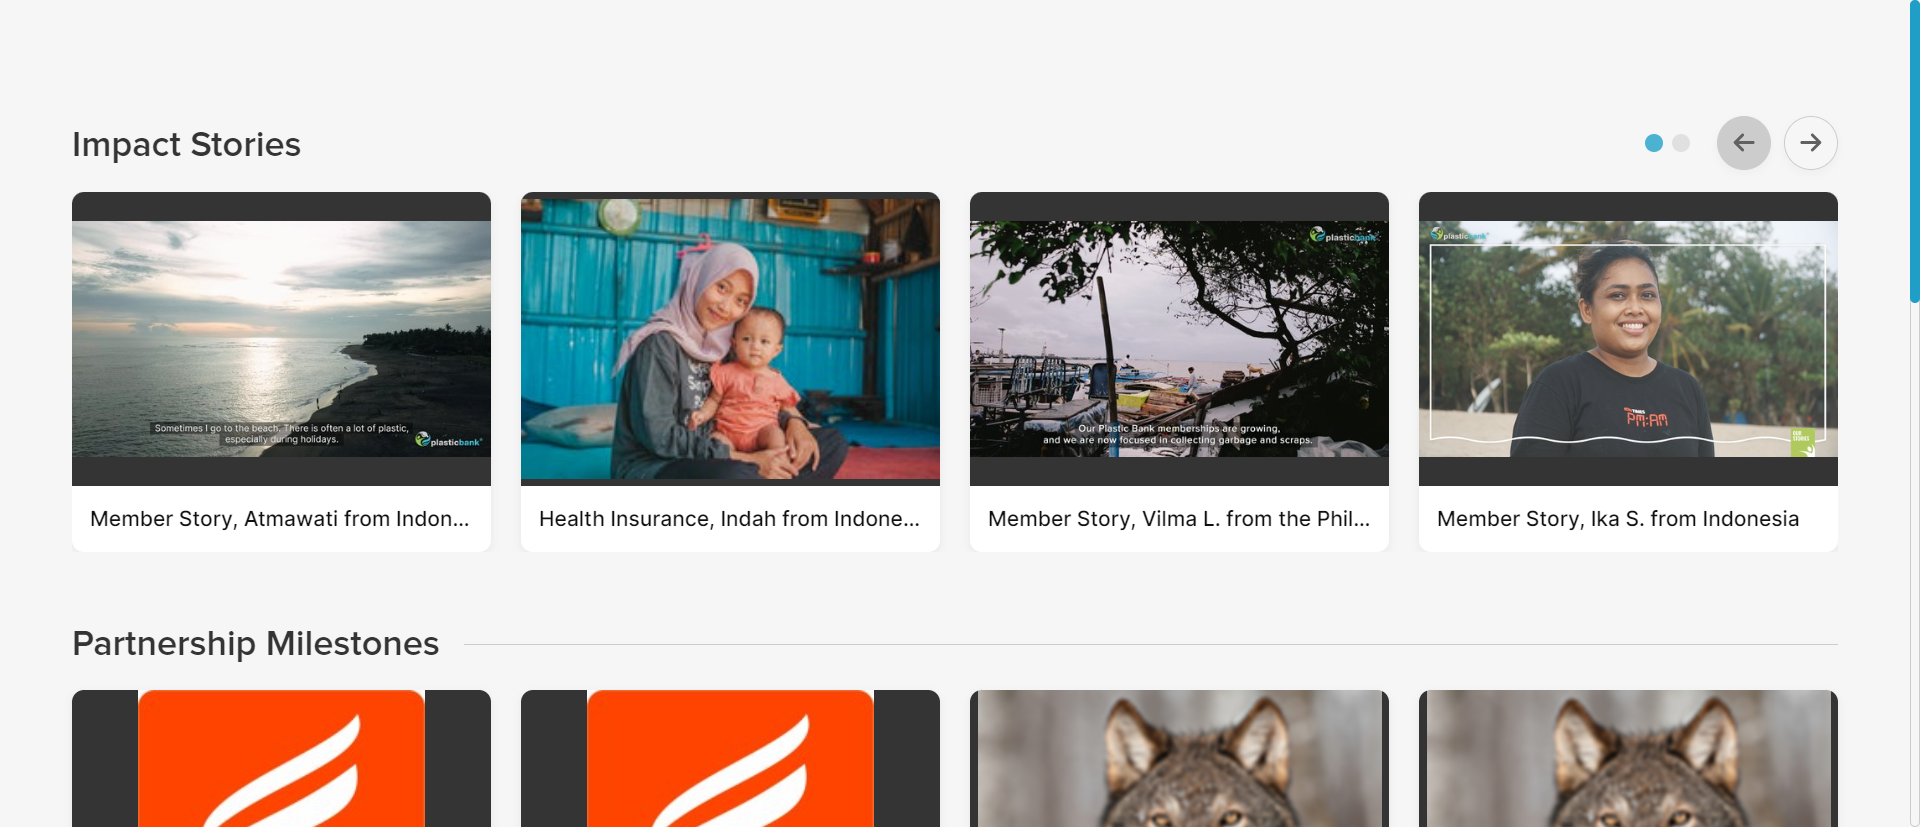 Impact Stories
Sometimes I go to the beach. There is often a lot of plastic,
especially during holidays.
plasticbank
plasticbank
Our Plastic Bank memberships are growing,
and we are now focused in collecting garbage and scraps.
plasticbank
PM:AM
OUR
STORIES
Member Story, Atmawati from Indon...
Health Insurance, Indah from Indone...
Member Story, Vilma L. from the Phil...
Member Story, Ika S. from Indonesia
Partnership Milestones